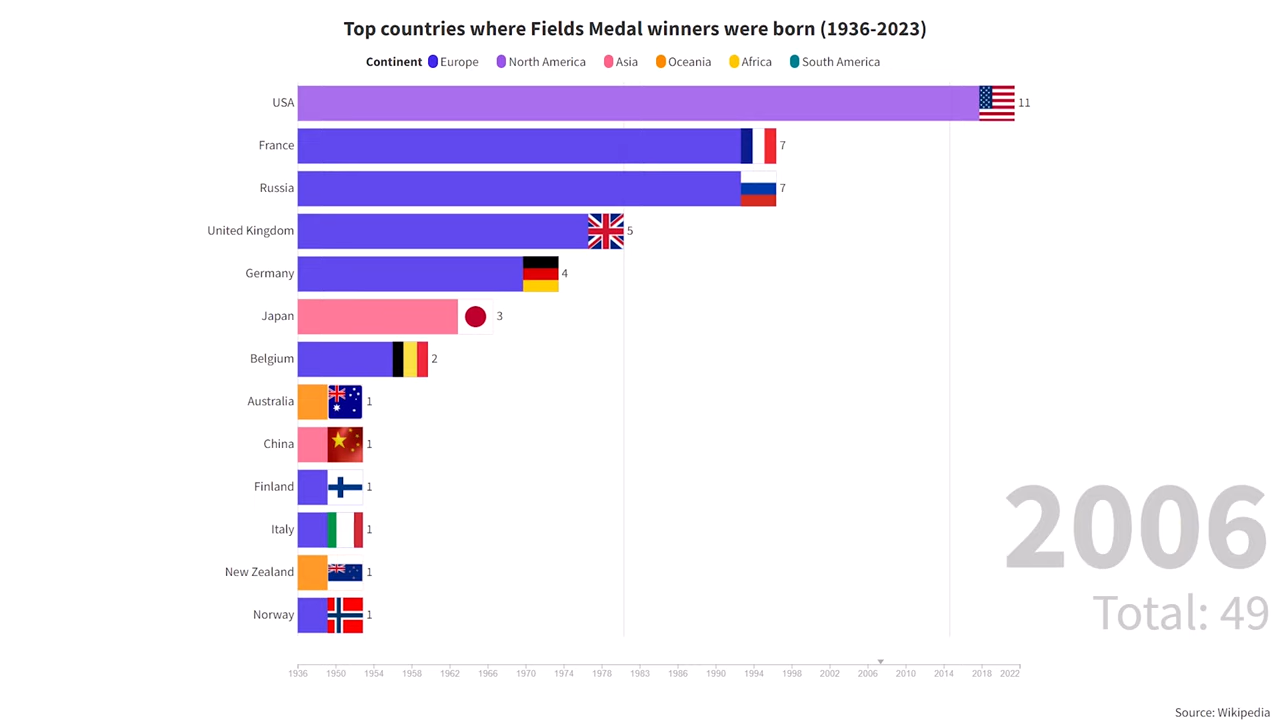 Top countries where Fields Medal winners were born (1936-2023)
Continent Europe North America Asia Oceania Africa South America
USA 11
France 7
Russia 7
United Kingdom 5
Germany 4
Japan 3
Belgium 2
Australia 1
China 1
Finland 1
Italy 1
New Zealand 1
Norway 1
2006
Total: 49
1936 1950 1954 1958 1962 1966 1970 1974 1978 1983 1986 1990 1994 1998 2002 2006 2010 2014 2018 2022
Source: Wikipedia